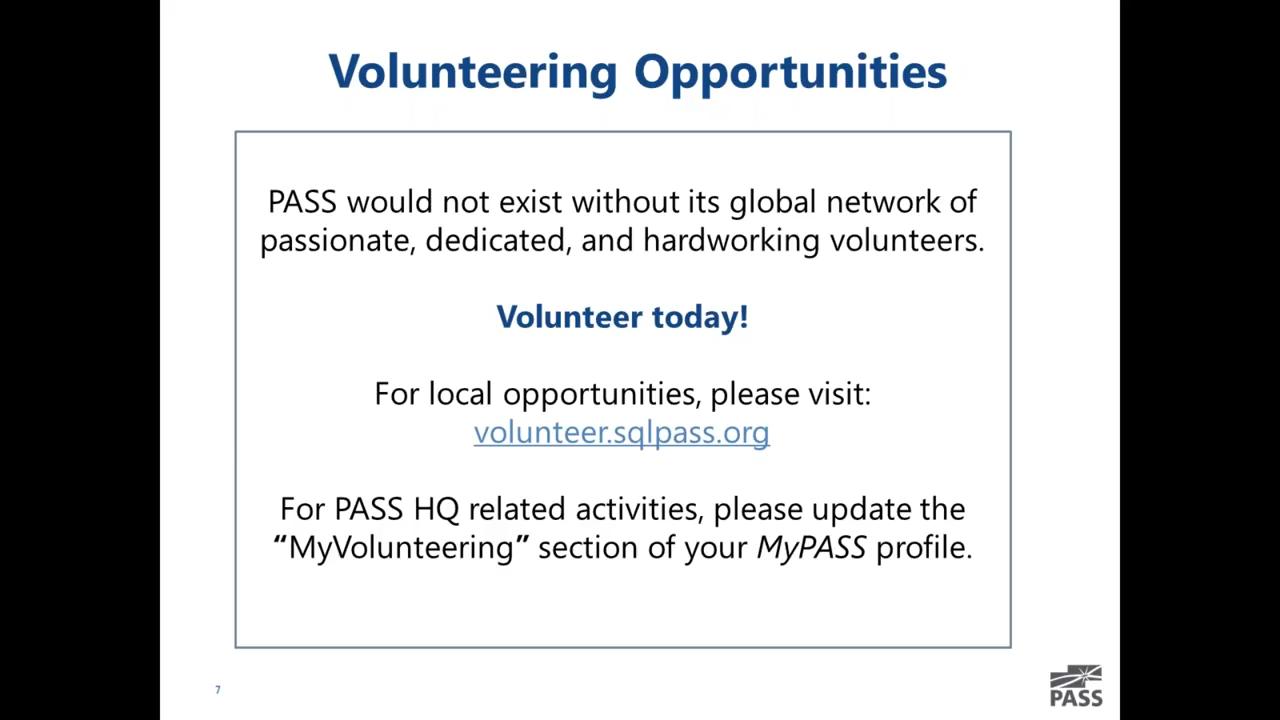 Volunteering Opportunities
PASS would not exist without its global network of
passionate, dedicated, and hardworking volunteers.
Volunteer today!
For local opportunities, please visit:
volunteer.sqlpass.org
For PASS HQ related activities, please update the
“MyVolunteering” section of your MyPASS profile.
7
PASS